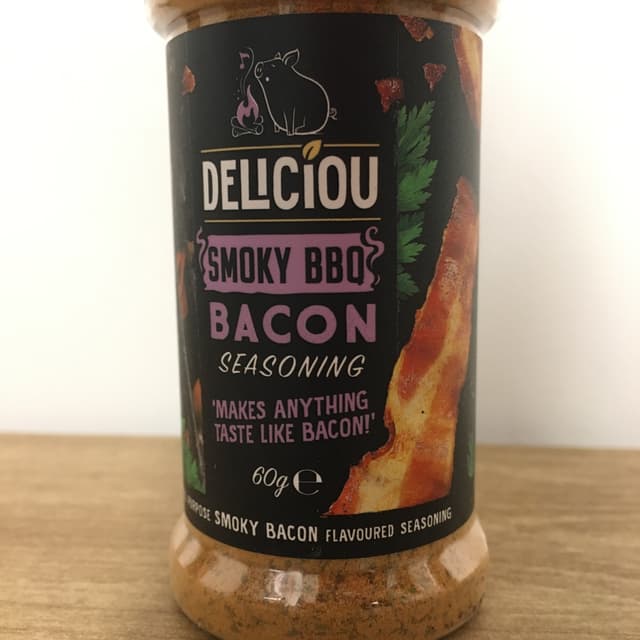 DELICIOU
SMOKY BBQ
BACON
SEASONING
'MAKES ANYTHING
TASTE LIKE BACON!'
60g ℮
SMOKY BACON FLAVOURED SEASONING